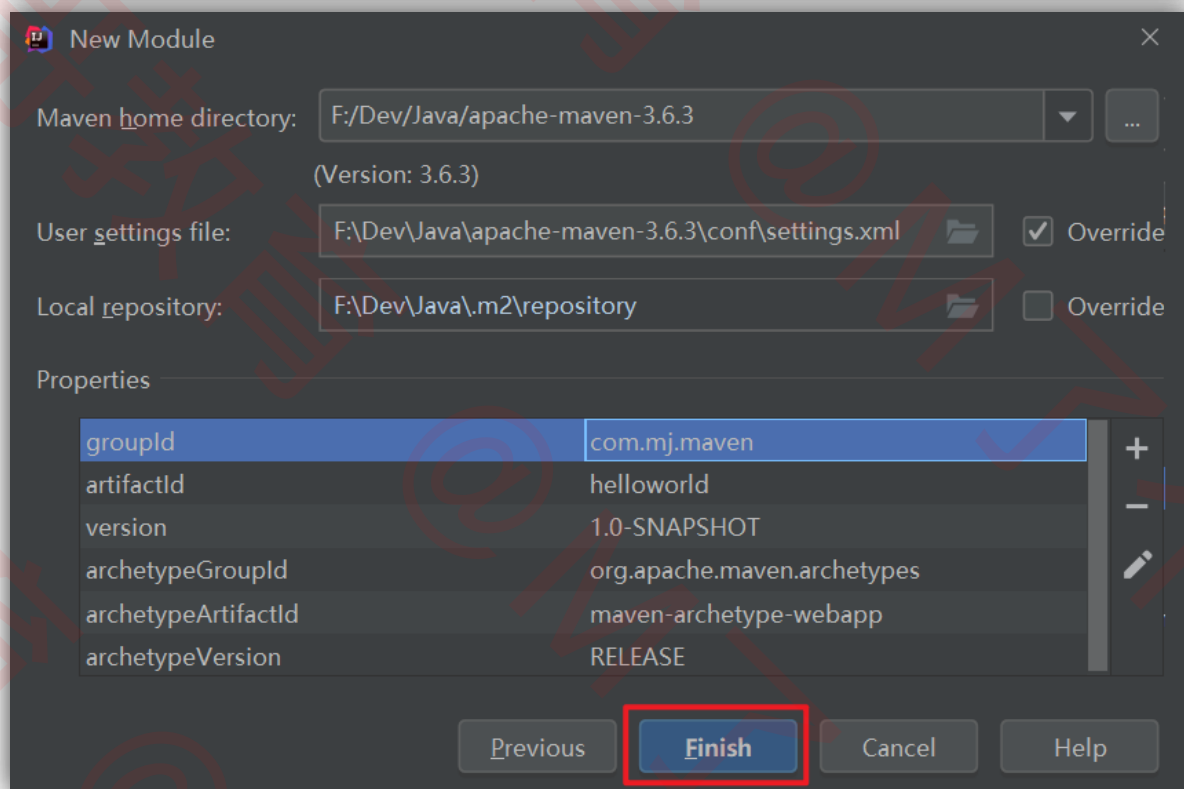 New Module
Maven home directory: F:/Dev/Java/apache-maven-3.6.3 ...
(Version: 3.6.3)
User settings file: F:\Dev\Java\apache-maven-3.6.3\conf\settings.xml Override
Local repository: F:\Dev\Java\.m2\repository Override
Properties
groupId com.mj.maven
artifactId helloworld
version 1.0-SNAPSHOT
archetypeGroupId org.apache.maven.archetypes
archetypeArtifactId maven-archetype-webapp
archetypeVersion RELEASE
Previous Finish Cancel Help